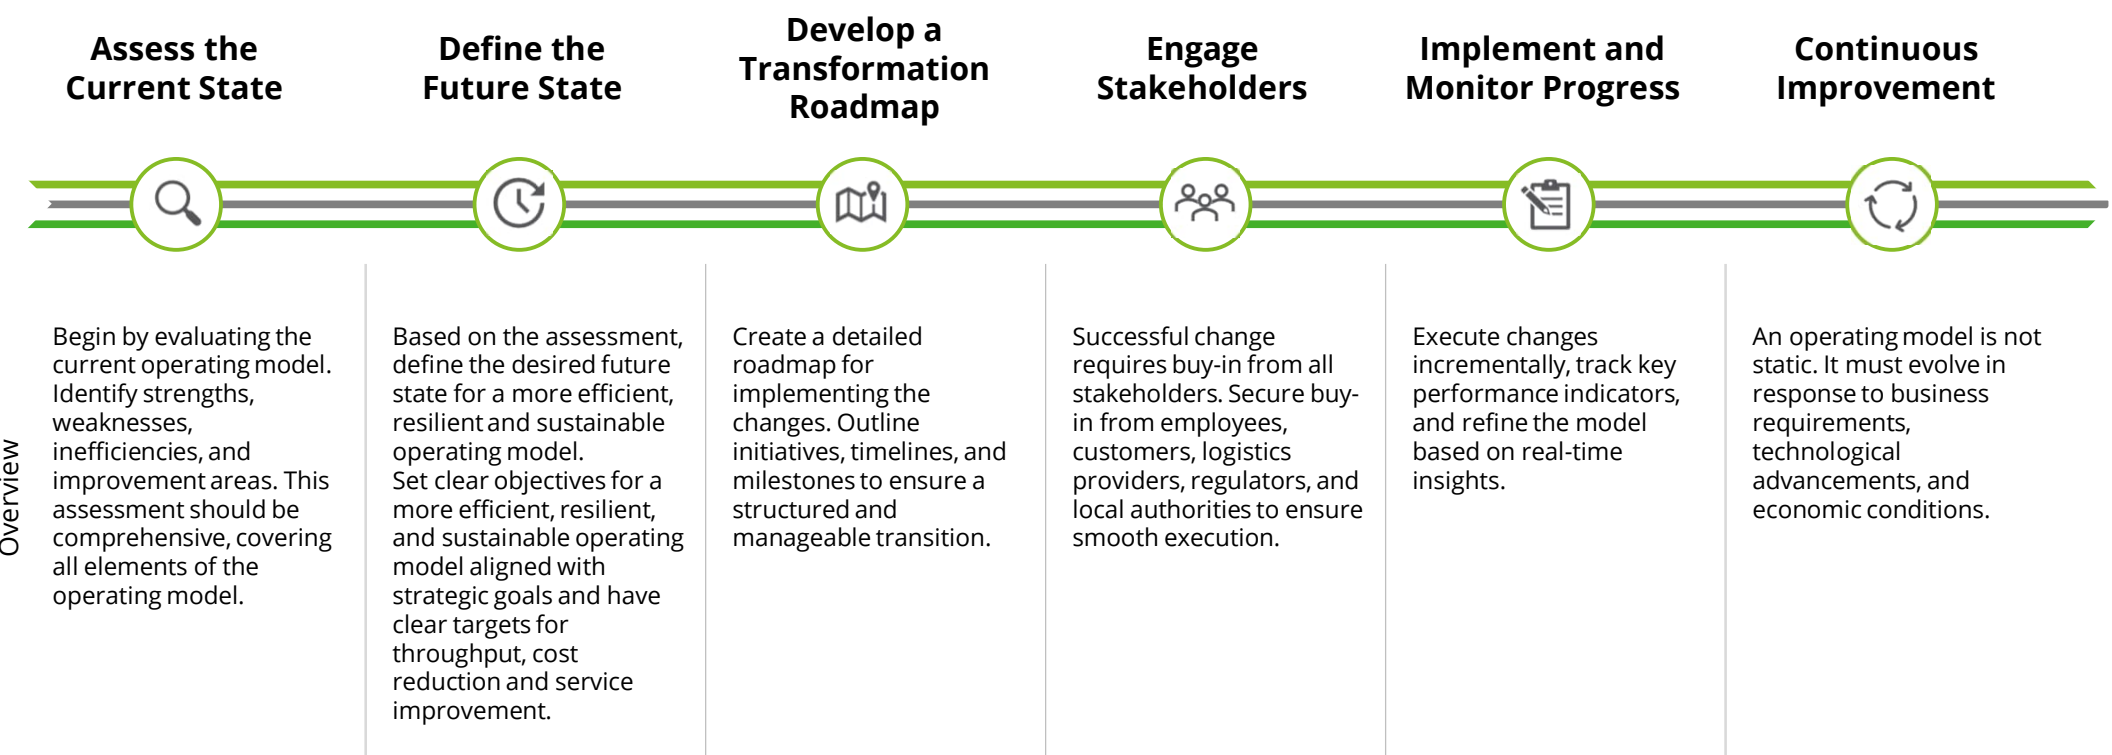 Assess the
Current State
Define the
Future State
Develop a
Transformation
Roadmap
Engage
Stakeholders
Implement and
Monitor Progress
Continuous
Improvement
Overview
Begin by evaluating the
current operating model.
Identify strengths,
weaknesses,
inefficiencies, and
improvement areas. This
assessment should be
comprehensive, covering
all elements of the
operating model.
Based on the assessment,
define the desired future
state for a more efficient,
resilient and sustainable
operating model.
Set clear objectives for a
more efficient, resilient,
and sustainable operating
model aligned with
strategic goals and have
clear targets for
throughput, cost
reduction and service
improvement.
Create a detailed
roadmap for
implementing the
changes. Outline
initiatives, timelines, and
milestones to ensure a
structured and
manageable transition.
Successful change
requires buy-in from all
stakeholders. Secure buy-
in from employees,
customers, logistics
providers, regulators, and
local authorities to ensure
smooth execution.
Execute changes
incrementally, track key
performance indicators,
and refine the model
based on real-time
insights.
An operating model is not
static. It must evolve in
response to business
requirements,
technological
advancements, and
economic conditions.